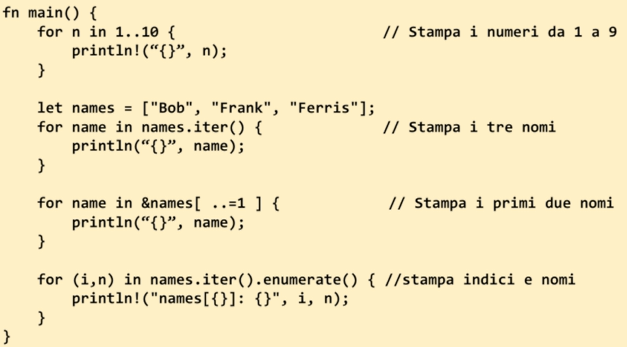 fn main() {
    for n in 1..10 {                          // Stampa i numeri da 1 a 9
        println!(“{}”, n);
    }

    let names = ["Bob", "Frank", "Ferris"];
    for name in names.iter() {                // Stampa i tre nomi
        println(“{}”, name);
    }

    for name in &names[ ..=1 ] {              // Stampa i primi due nomi
        println(“{}”, name);
    }

    for (i,n) in names.iter().enumerate() { //stampa indici e nomi
        println!("names[{}]: {}", i, n);
    }
}